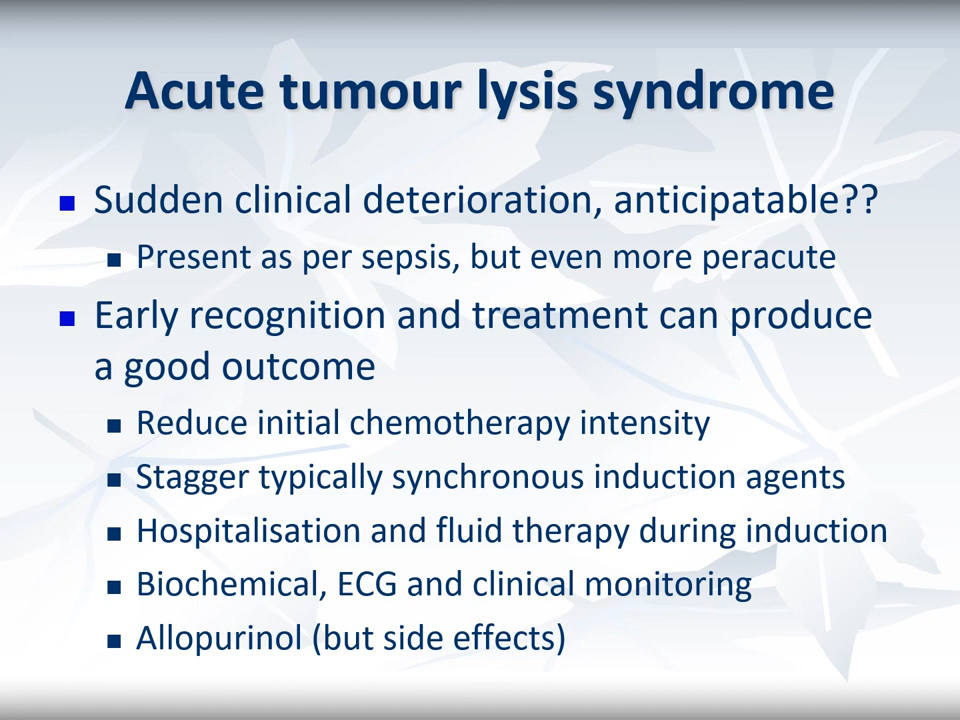 Acute tumour lysis syndrome
Sudden clinical deterioration, anticipatable??
Present as per sepsis, but even more peracute
Early recognition and treatment can produce
a good outcome
Reduce initial chemotherapy intensity
Stagger typically synchronous induction agents
Hospitalisation and fluid therapy during induction
Biochemical, ECG and clinical monitoring
Allopurinol (but side effects)